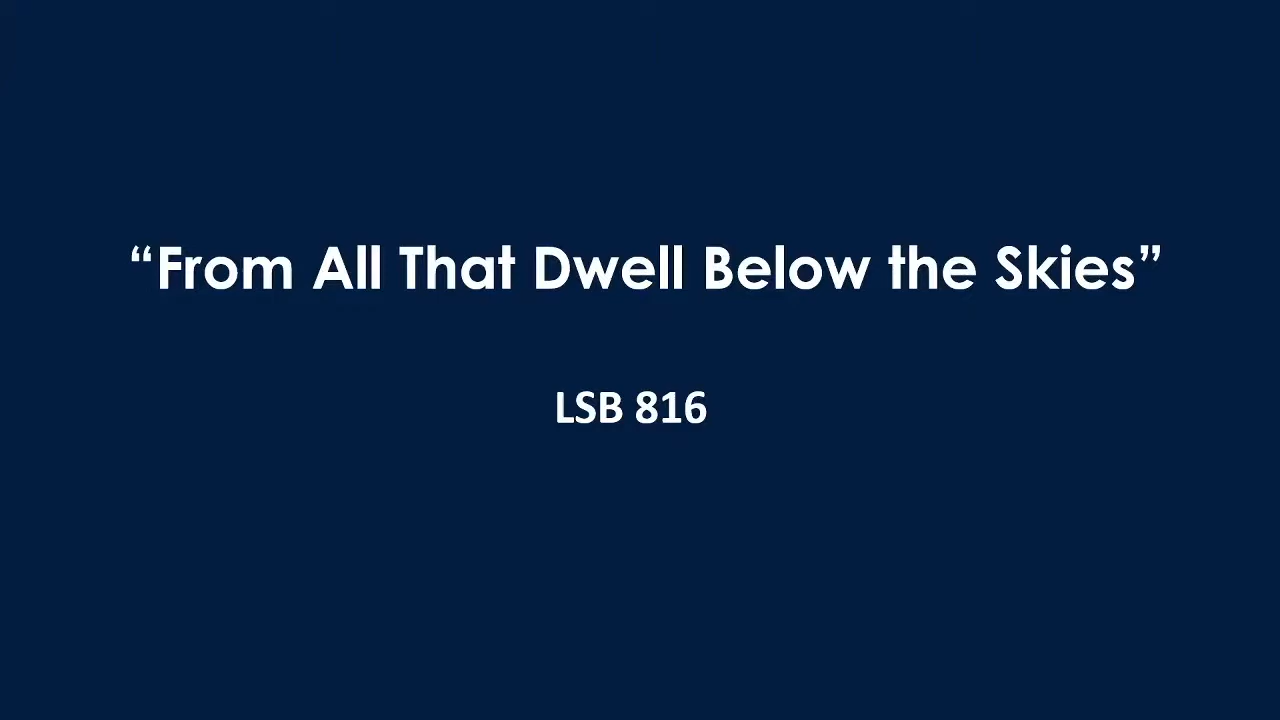 “From All That Dwell Below the Skies”
LSB 816